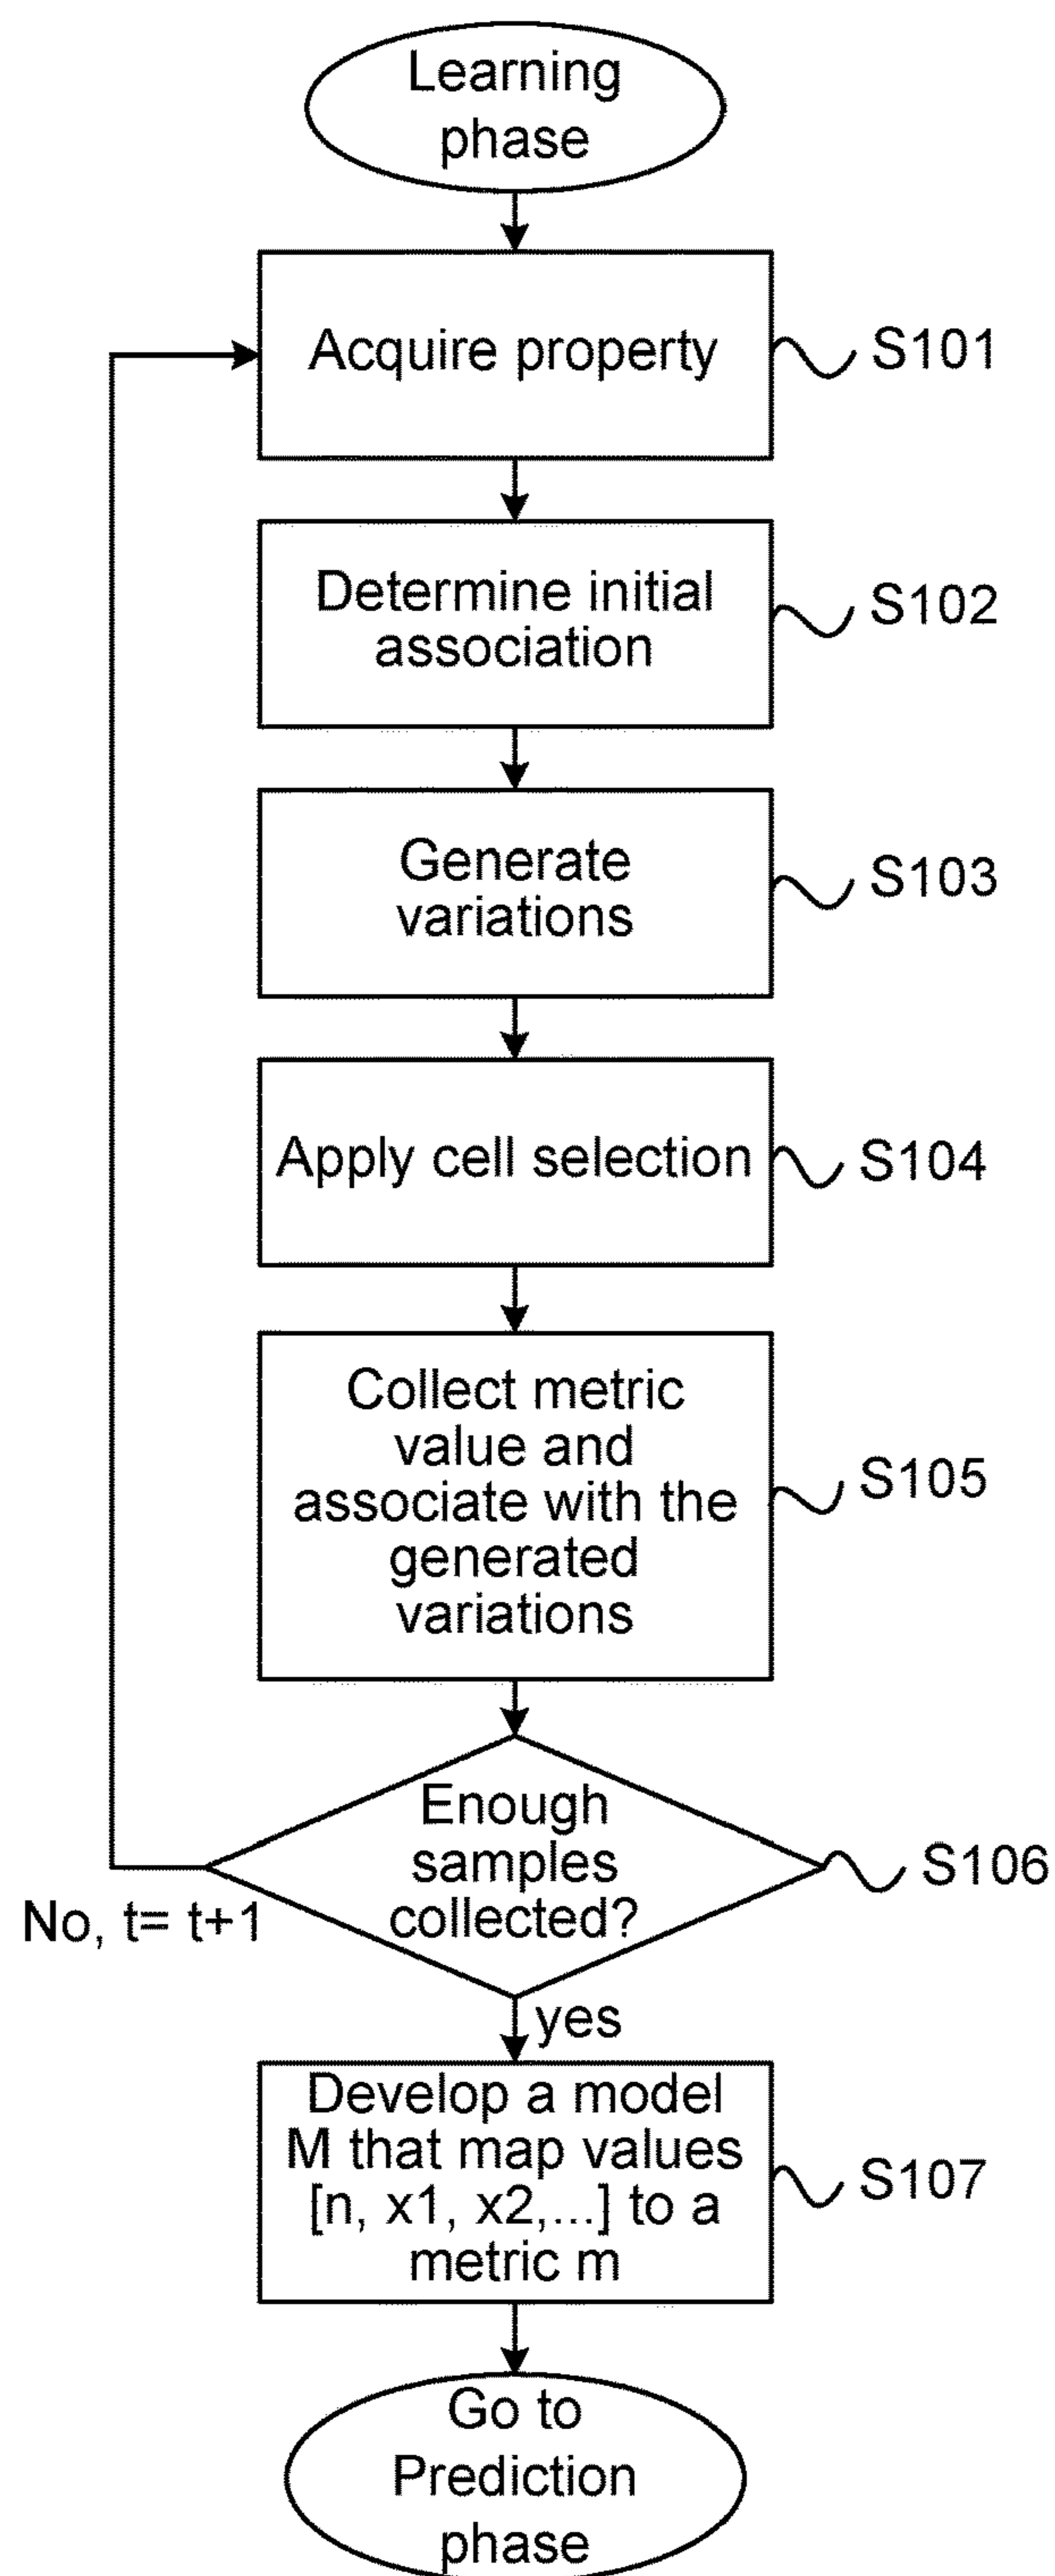 Learning
phase
Acquire property
S101
Determine initial
association
S102
Generate
variations
S103
Apply cell selection
S104
Collect metric
value and
associate with the
generated
variations
S105
Enough
samples
collected?
S106
No, t= t+1
yes
Develop a model
M that map values
[n, x1, x2,...] to a
metric m
S107
Go to
Prediction
phase